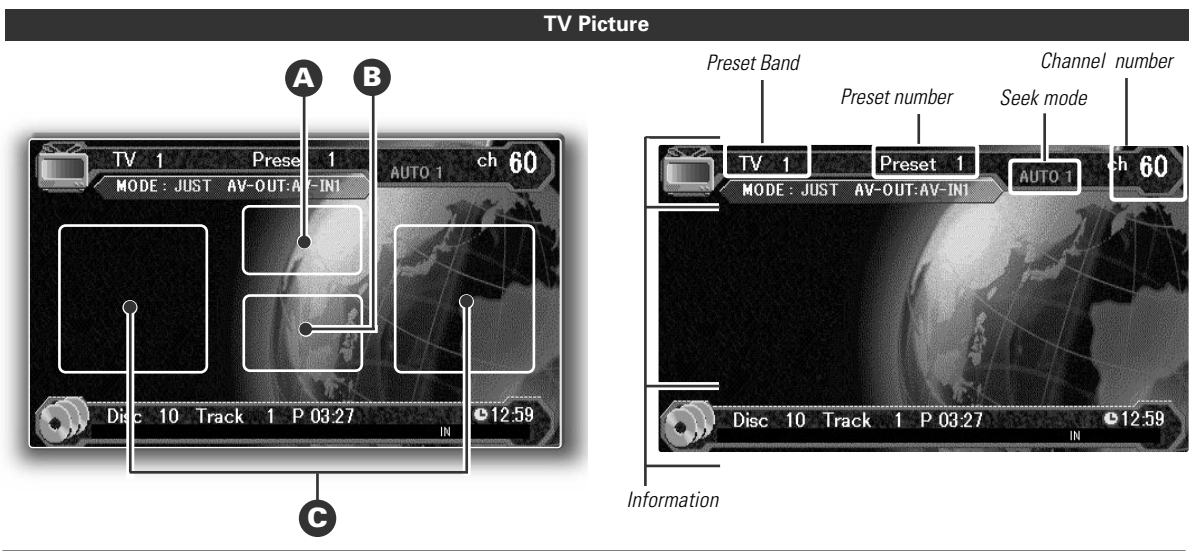 TV Picture
A
B
TV 1 Prese 1 AUTO 1 ch 60
MODE : JUST AV-OUT:AV-IN1
Disc 10 Track 1 P 03:27 12:59
IN
C
Preset Band
Channel number
Preset number
Seek mode
TV 1 Preset 1 AUTO 1 ch 60
MODE : JUST AV-OUT:AV-IN1
Disc 10 Track 1 P 03:27 12:59
IN
Information